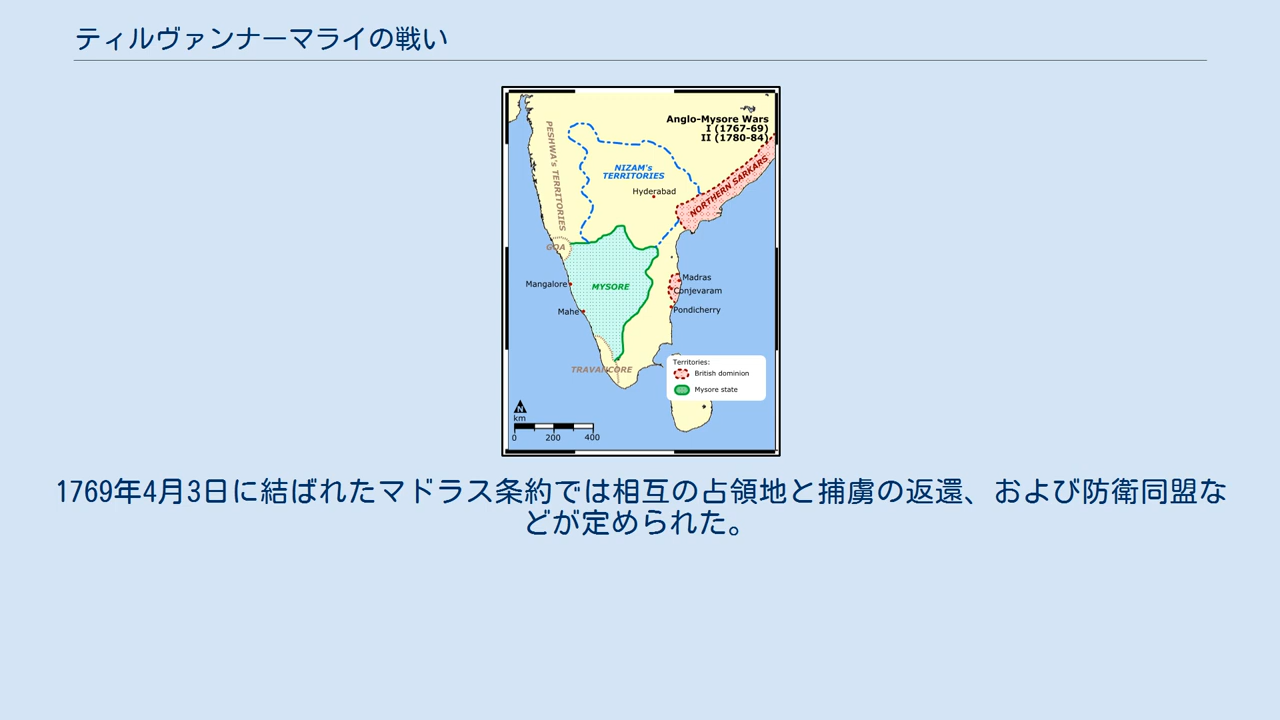 ティルヴァンナーマライの戦い
Anglo-Mysore Wars
I (1767-69)
II (1780-84)
PESHWA's TERRITORIES
NIZAM's
TERRITORIES
Hyderabad
NORTHERN SARKARS
GOA
Mangalore
MYSORE
Madras
Conjevaram
Mahe
Pondicherry
TRAVANCORE
Territories:
British dominion
Mysore state
N
km
0 200 400
1769年4月3日に結ばれたマドラス条約では相互の占領地と捕虜の返還、および防衛同盟な
どが定められた。